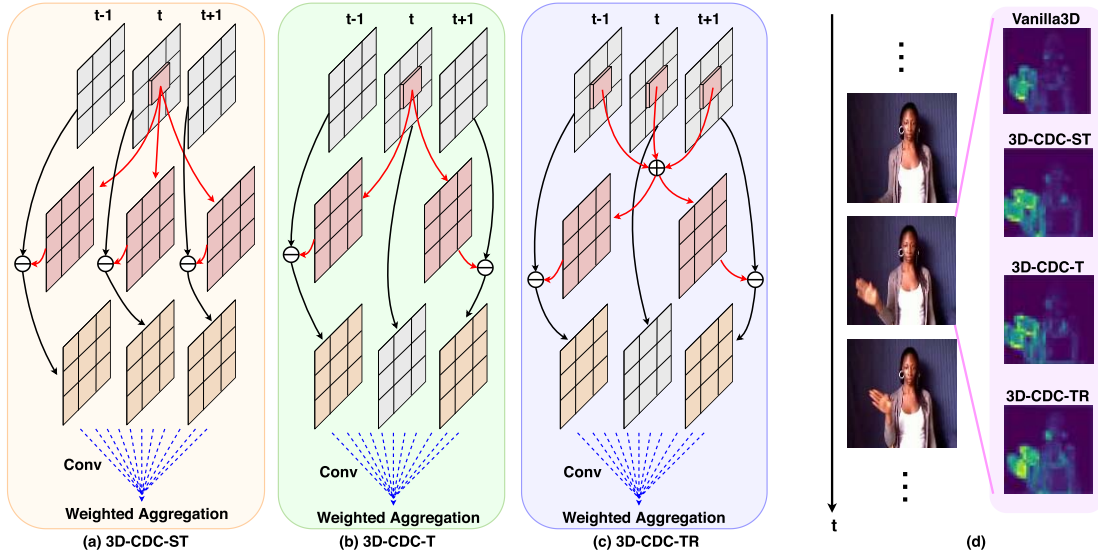 t-1 t t+1
Conv
Weighted Aggregation
(a) 3D-CDC-ST
t-1 t t+1
Conv
Weighted Aggregation
(b) 3D-CDC-T
t-1 t t+1
Conv
Weighted Aggregation
(c) 3D-CDC-TR
t
Vanilla3D
3D-CDC-ST
3D-CDC-T
3D-CDC-TR
(d)